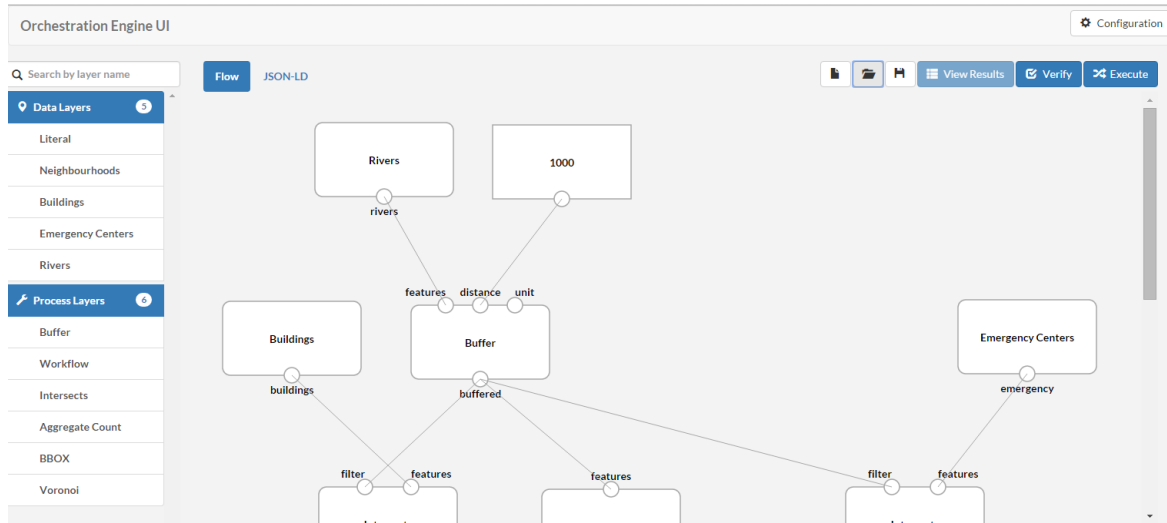 Orchestration Engine UI
Configuration
Search by layer name
Flow
JSON-LD
View Results
Verify
Execute
Data Layers 5
Literal
Neighbourhoods
Buildings
Emergency Centers
Rivers
Process Layers 6
Buffer
Workflow
Intersects
Aggregate Count
BBOX
Voronoi
Rivers
rivers
1000
features distance unit
Buffer
buffered
Buildings
buildings
Emergency Centers
emergency
filter features
features
filter features